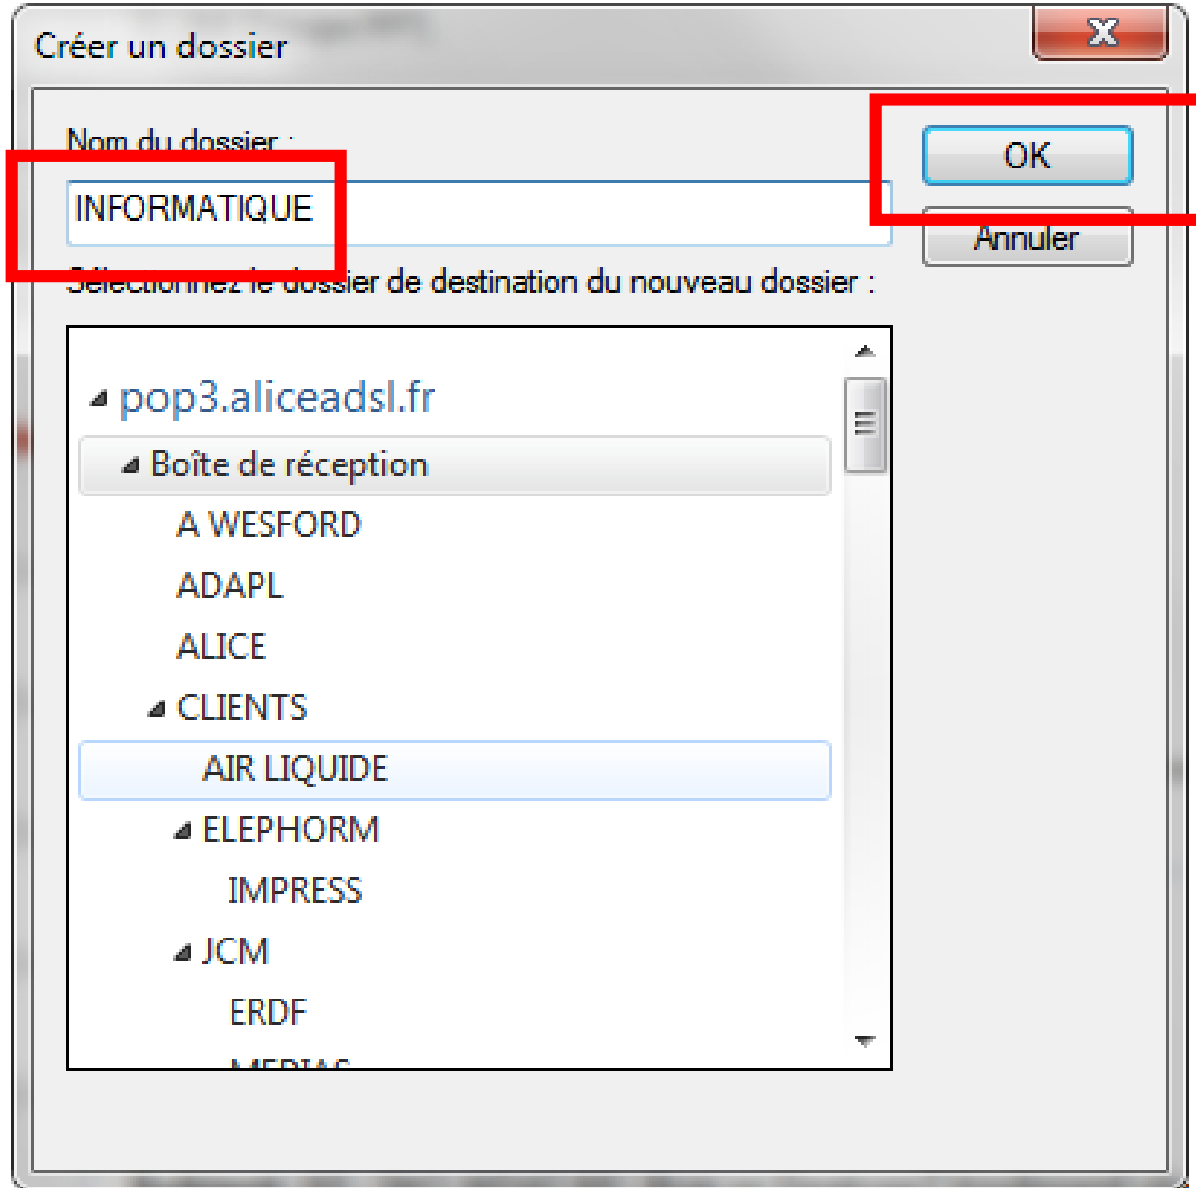 Créer un dossier
Nom du dossier :
OK
INFORMATIQUE
Annuler
Sélectionnez le dossier de destination du nouveau dossier :
pop3.aliceadsl.fr
Boîte de réception
A WESFORD
ADAPL
ALICE
CLIENTS
AIR LIQUIDE
ELEPHORM
IMPRESS
JCM
ERDF